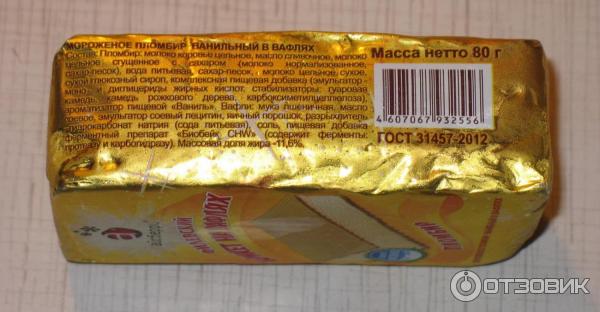 МОРОЖЕНОЕ ПЛОМБИР ВАНИЛЬНЫЙ В ВАФЛЯХ
Состав: Пломбир: молоко коровье цельное, масло сливочное, молоко
цельное сгущенное с сахаром (молоко нормализованное,
сахар-песок), вода питьевая, сахар-песок, молоко цельное сухое,
сухой глюкозный сироп, комплексная пищевая добавка (эмульгатор -
моно- и диглицериды жирных кислот, стабилизаторы: гуаровая
камедь, камедь рожкового дерева, карбоксиметилцеллюлоза),
ароматизатор пищевой «Ваниль». Вафли: мука пшеничная, масло
соевое, эмульгатор соевый лецитин, яичный порошок, разрыхлитель
гидрокарбонат натрия (сода питьевая), соль, пищевая добавка
ферментный препарат «Биобейк CHW» (содержит ферменты:
протеазу и карбогидразу). Массовая доля жира -11,6%.
Масса нетто 80 г
4607067932556
ГОСТ 31457-2012
айсберри
ПЛОМБИР
ОТЗОВИК